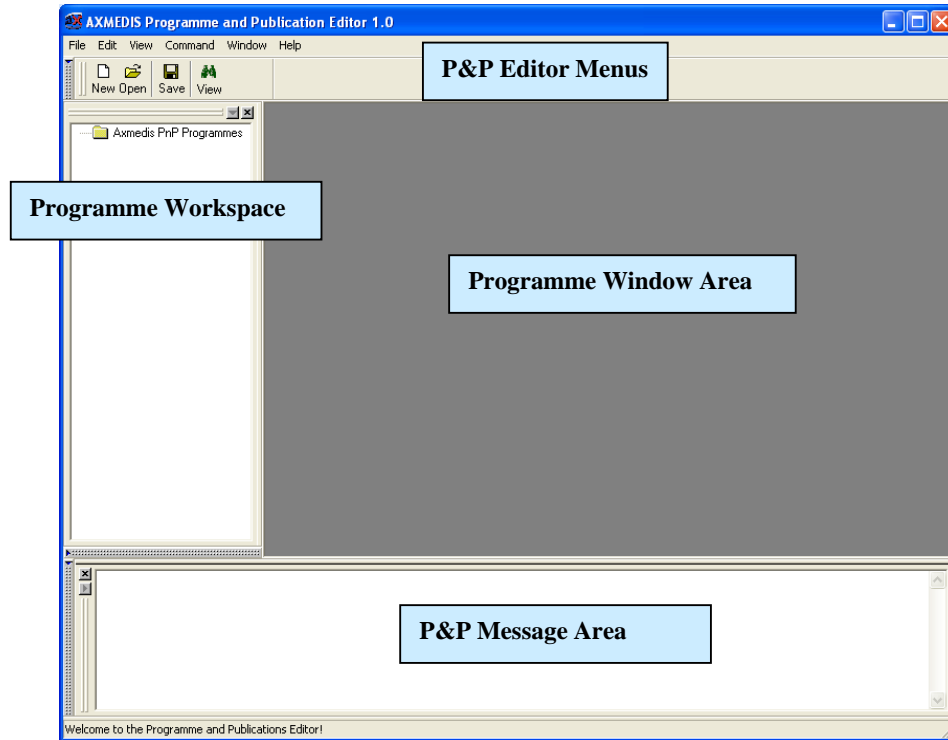 AXMEDIS Programme and Publication Editor 1.0
File Edit View Command Window Help
P&P Editor Menus
New Open Save View
Axmedis PnP Programmes
Programme Workspace
Programme Window Area
P&P Message Area
Welcome to the Programme and Publications Editor!